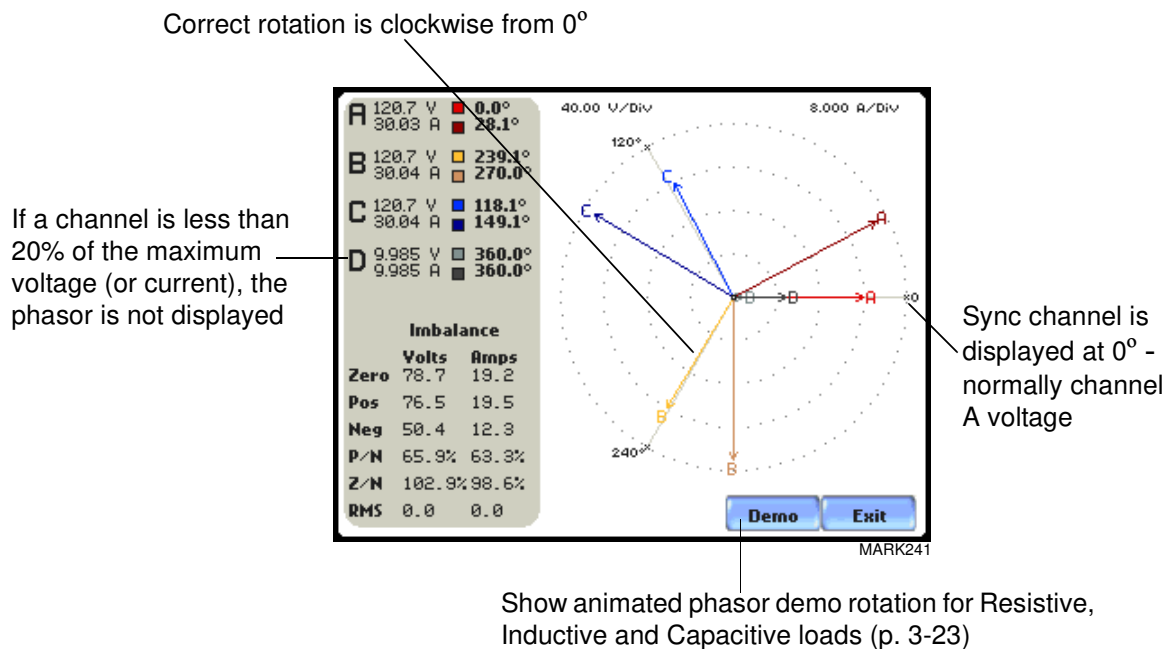 Correct rotation is clockwise from 0°
A 120.7 V 0.0°
30.03 A 28.1°
B 120.7 V 239.1°
30.04 A 270.0°
C 120.7 V 118.1°
30.04 A 149.1°
D 9.985 V 360.0°
9.985 A 360.0°
Imbalance
Volts Amps
Zero 78.7 19.2
Pos 76.5 19.5
Neg 50.4 12.3
P/N 65.9% 63.3%
Z/N 102.9% 98.6%
RMS 0.0 0.0
40.00 V/Div
8.000 A/Div
120°
C
C
A
D
D
A
0
B
240°
B
Demo
Exit
MARK241
If a channel is less than
20% of the maximum
voltage (or current), the
phasor is not displayed
Sync channel is
displayed at 0° -
normally channel
A voltage
Show animated phasor demo rotation for Resistive,
Inductive and Capacitive loads (p. 3-23)